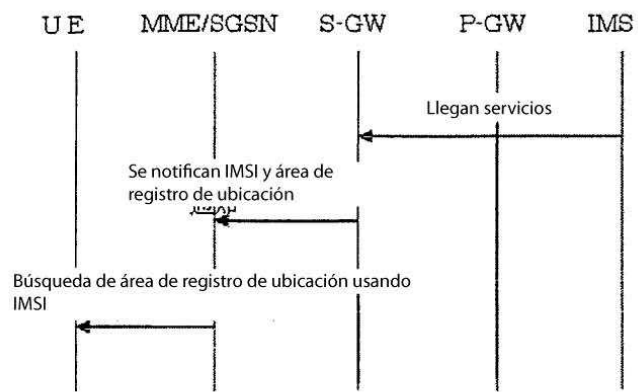 U E MME/SGSN S-GW P-GW IMS
Llegan servicios
Se notifican IMSI y área de
registro de ubicación
Búsqueda de área de registro de ubicación usando
IMSI